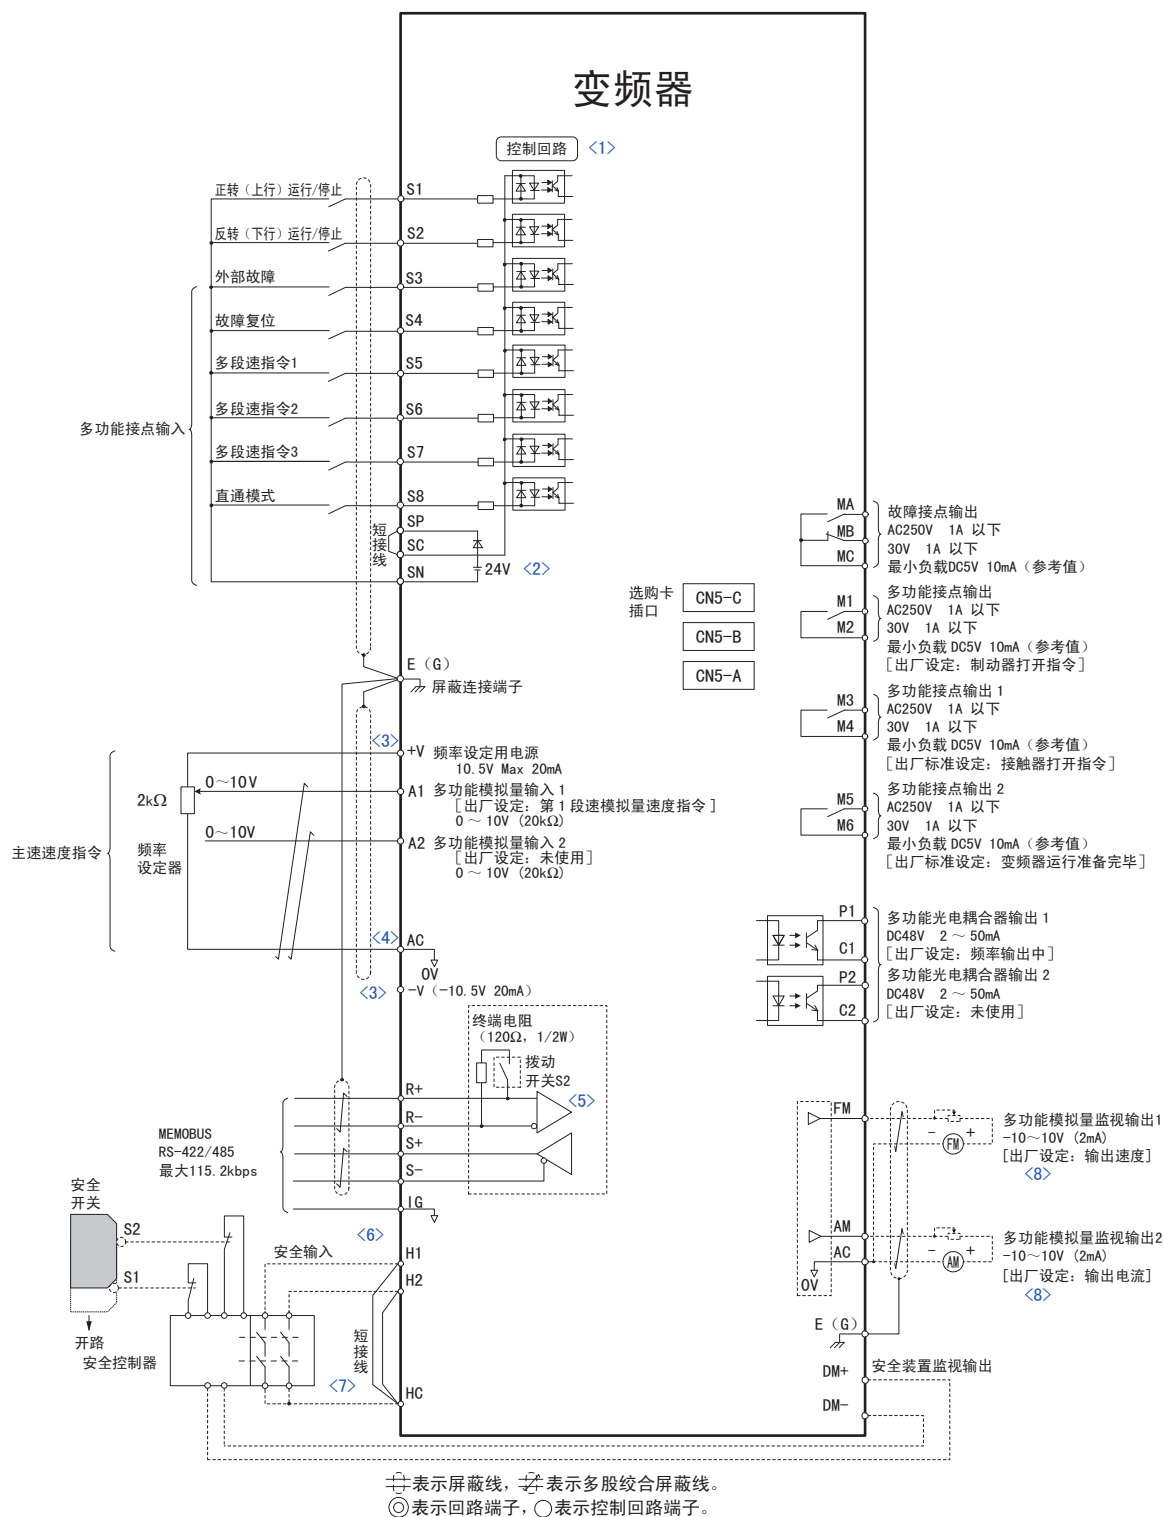 变频器
控制回路 <1>
正转（上行）运行/停止
S1
反转（下行）运行/停止
S2
外部故障
S3
故障复位
S4
多段速指令1
S5
多段速指令2
S6
多功能接点输入
多段速指令3
S7
直通模式
S8
SP
短接线
SC
24V <2>
SN
选购卡
插口
CN5-C
CN5-B
CN5-A
MA
MB
MC
故障接点输出
AC250V 1A 以下
30V 1A 以下
最小负载DC5V 10mA（参考值）
M1
M2
多功能接点输出
AC250V 1A 以下
30V 1A 以下
最小负载 DC5V 10mA（参考值）
[出厂设定：制动器打开指令]
E（G）
屏蔽连接端子
M3
M4
多功能接点输出 1
AC250V 1A 以下
30V 1A 以下
最小负载 DC5V 10mA（参考值）
[出厂标准设定：接触器打开指令]
<3>
+V 频率设定用电源
10.5V Max 20mA
0～10V
2kΩ
A1 多功能模拟量输入 1
[出厂设定：第 1 段速模拟量速度指令]
0 ～ 10V (20kΩ)
0～10V
A2 多功能模拟量输入 2
[出厂设定：未使用]
0 ～ 10V (20kΩ)
主速速度指令
频率
设定器
M5
M6
多功能接点输出 2
AC250V 1A 以下
30V 1A 以下
最小负载 DC5V 10mA（参考值）
[出厂标准设定：变频器运行准备完毕]
<4>
AC
0V
<3>
-V（-10.5V 20mA）
P1
C1
多功能光电耦合器输出 1
DC48V 2 ～ 50mA
[出厂设定：频率输出中]
P2
C2
多功能光电耦合器输出 2
DC48V 2 ～ 50mA
[出厂设定：未使用]
终端电阻
（120Ω，1/2W）
拨动
开关S2
<5>
R+
R-
S+
S-
IG
MEMOBUS
RS-422/485
最大115.2kbps
<6>
FM
- +
FM
多功能模拟量监视输出1
-10～10V (2mA)
[出厂设定：输出速度]
<8>
AM
AC
0V
- +
AM
多功能模拟量监视输出2
-10～10V (2mA)
[出厂设定：输出电流]
<8>
E（G）
安全
开关
S2
S1
开路
安全控制器
安全输入
H1
H2
短接线
<7>
HC
DM+
DM-
安全装置监视输出
表示屏蔽线，表示多股绞合屏蔽线。
表示回路端子，表示控制回路端子。